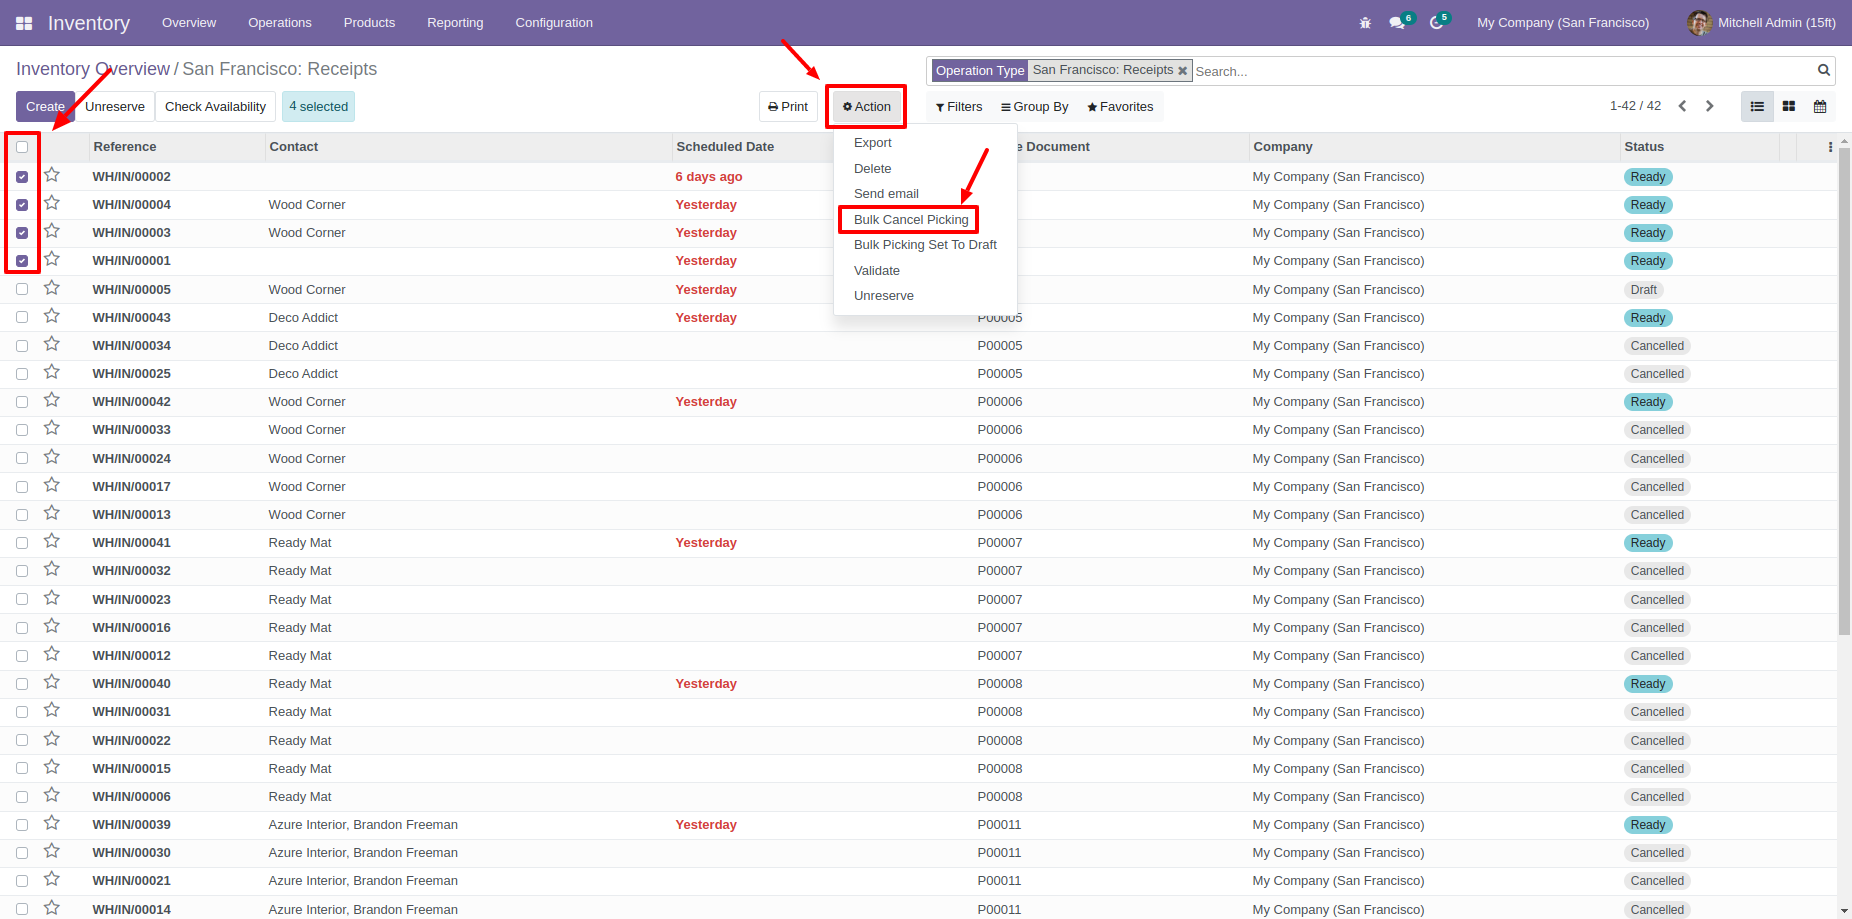 Inventory Overview Operations Products Reporting Configuration 6 5 My Company (San Francisco) Mitchell Admin (15ft)
Inventory Overview / San Francisco: Receipts
Operation Type San Francisco: Receipts Search...
Create Unreserve Check Availability 4 selected Print Action Filters Group By Favorites 1-42 / 42
Export
Delete
Send email
Bulk Cancel Picking
Bulk Picking Set To Draft
Validate
Unreserve
Reference Contact Scheduled Date Document Company Status
WH/IN/00002 6 days ago My Company (San Francisco) Ready
WH/IN/00004 Wood Corner Yesterday My Company (San Francisco) Ready
WH/IN/00003 Wood Corner Yesterday My Company (San Francisco) Ready
WH/IN/00001 Yesterday My Company (San Francisco) Ready
WH/IN/00005 Wood Corner Yesterday My Company (San Francisco) Draft
WH/IN/00043 Deco Addict Yesterday P00005 My Company (San Francisco) Ready
WH/IN/00034 Deco Addict P00005 My Company (San Francisco) Cancelled
WH/IN/00025 Deco Addict P00005 My Company (San Francisco) Cancelled
WH/IN/00042 Wood Corner Yesterday P00006 My Company (San Francisco) Ready
WH/IN/00033 Wood Corner P00006 My Company (San Francisco) Cancelled
WH/IN/00024 Wood Corner P00006 My Company (San Francisco) Cancelled
WH/IN/00017 Wood Corner P00006 My Company (San Francisco) Cancelled
WH/IN/00013 Wood Corner P00006 My Company (San Francisco) Cancelled
WH/IN/00041 Ready Mat Yesterday P00007 My Company (San Francisco) Ready
WH/IN/00032 Ready Mat P00007 My Company (San Francisco) Cancelled
WH/IN/00023 Ready Mat P00007 My Company (San Francisco) Cancelled
WH/IN/00016 Ready Mat P00007 My Company (San Francisco) Cancelled
WH/IN/00012 Ready Mat P00007 My Company (San Francisco) Cancelled
WH/IN/00040 Ready Mat Yesterday P00008 My Company (San Francisco) Ready
WH/IN/00031 Ready Mat P00008 My Company (San Francisco) Cancelled
WH/IN/00022 Ready Mat P00008 My Company (San Francisco) Cancelled
WH/IN/00015 Ready Mat P00008 My Company (San Francisco) Cancelled
WH/IN/00006 Ready Mat P00008 My Company (San Francisco) Cancelled
WH/IN/00039 Azure Interior, Brandon Freeman Yesterday P00011 My Company (San Francisco) Ready
WH/IN/00030 Azure Interior, Brandon Freeman P00011 My Company (San Francisco) Cancelled
WH/IN/00021 Azure Interior, Brandon Freeman P00011 My Company (San Francisco) Cancelled
WH/IN/00014 Azure Interior, Brandon Freeman P00011 My Company (San Francisco) Cancelled